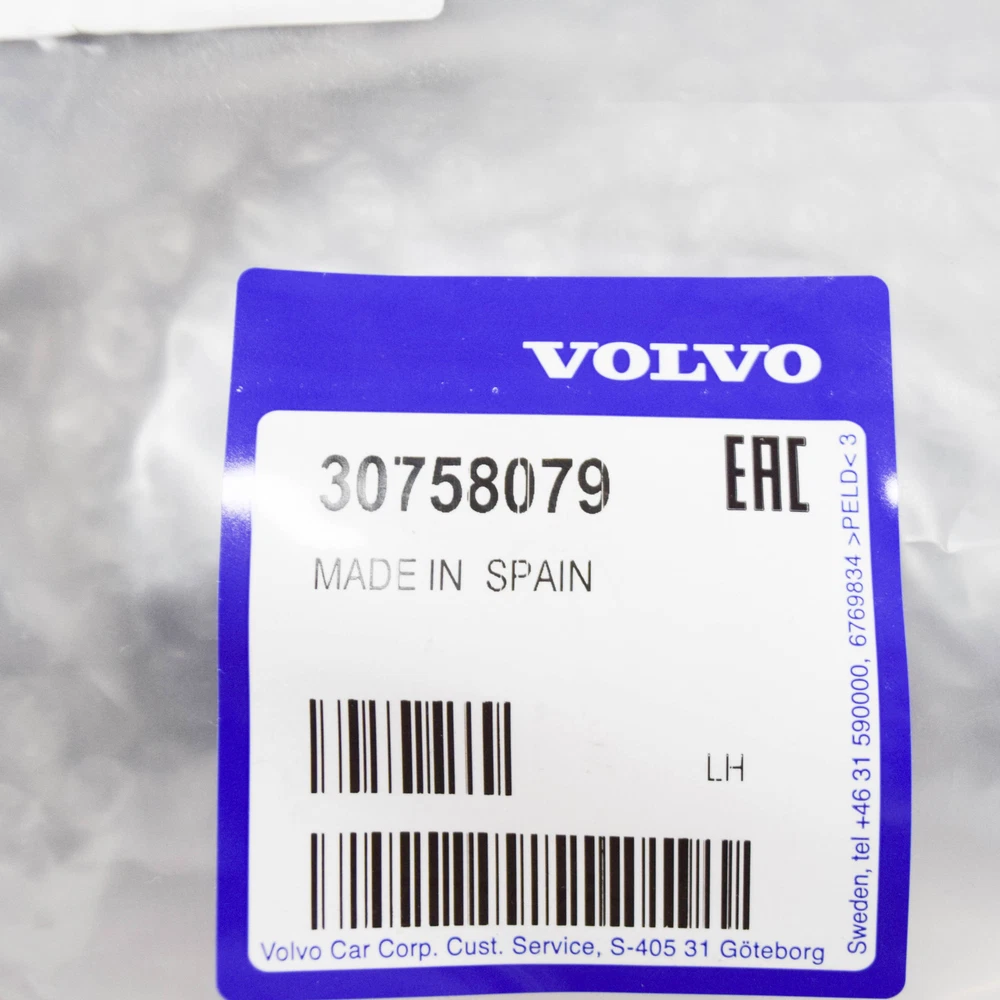 VOLVO
30758079
EAC
MADE IN SPAIN
LH
Volvo Car Corp. Cust. Service, S-405 31 Göteborg
Sweden, tel +46 31 590000, 6769834 >PELD< 3